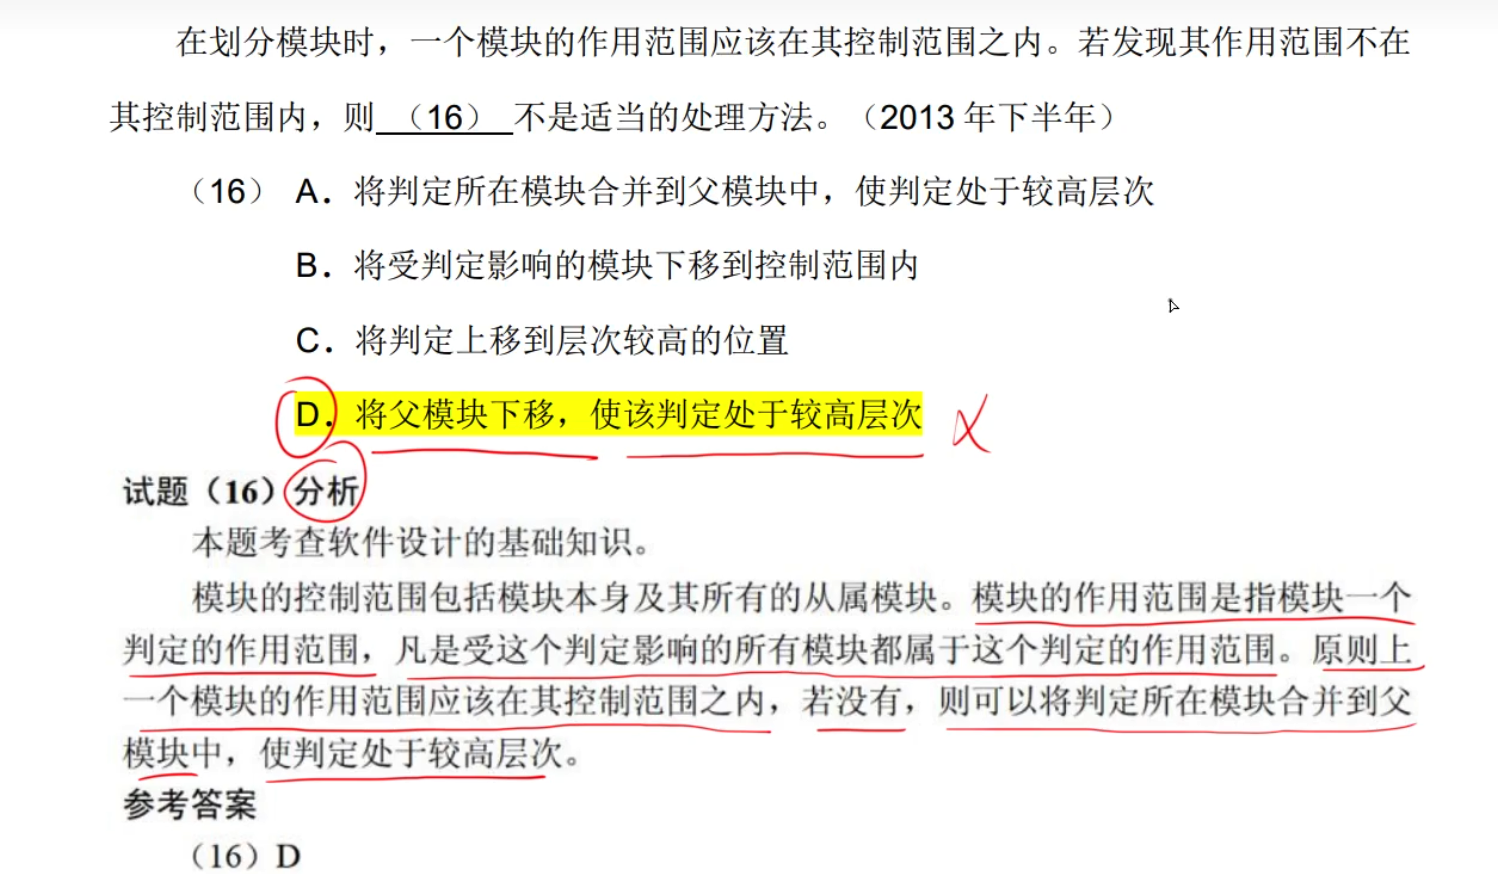 在划分模块时，一个模块的作用范围应该在其控制范围之内。若发现其作用范围不在
其控制范围内，则 （16） 不是适当的处理方法。（2013 年下半年）
（16） A．将判定所在模块合并到父模块中，使判定处于较高层次
B．将受判定影响的模块下移到控制范围内
C．将判定上移到层次较高的位置
D．将父模块下移，使该判定处于较高层次
试题（16）分析
本题考查软件设计的基础知识。
模块的控制范围包括模块本身及其所有的从属模块。模块的作用范围是指模块一个
判定的作用范围，凡是受这个判定影响的所有模块都属于这个判定的作用范围。原则上
一个模块的作用范围应该在其控制范围之内，若没有，则可以将判定所在模块合并到父
模块中，使判定处于较高层次。
参考答案
（16）D